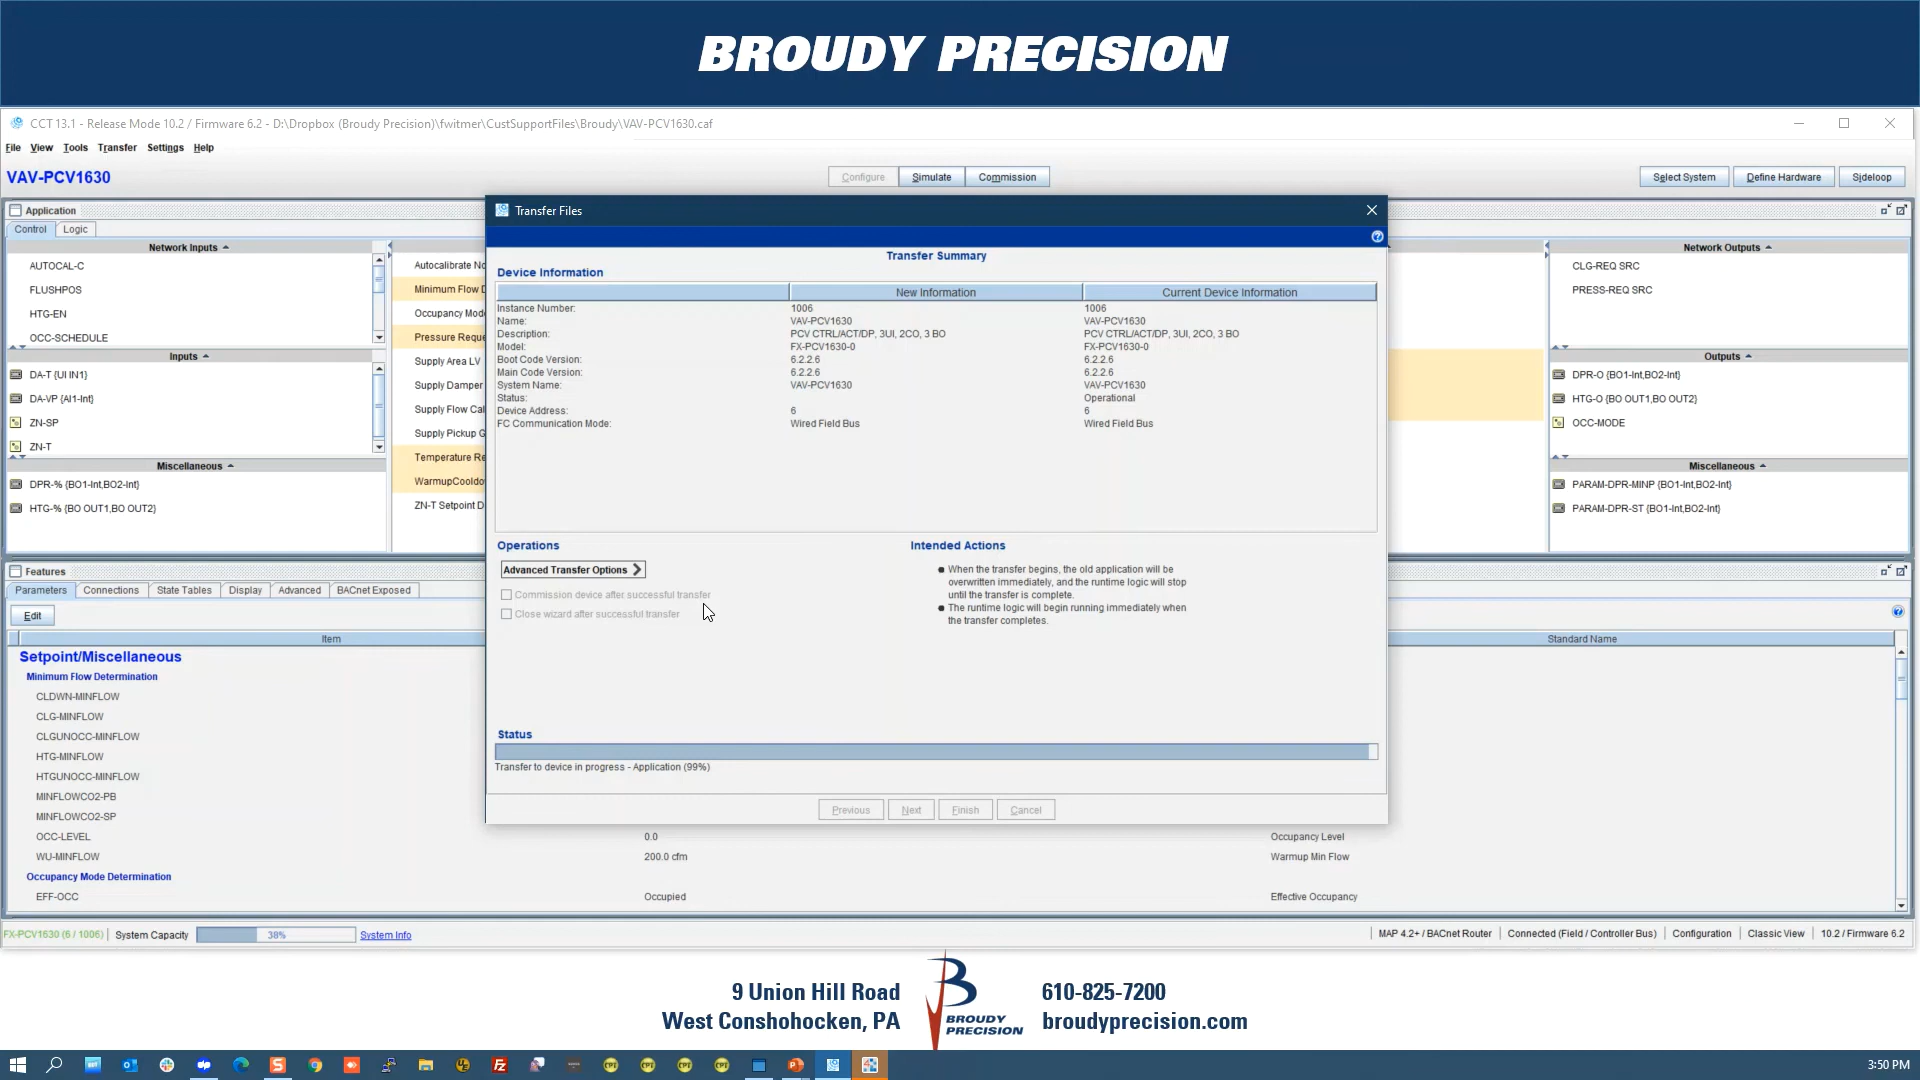 BROUDY PRECISION
CCT 13.1 - Release Mode 10.2 / Firmware 6.2 - D:\Dropbox (Broudy Precision)\fwitmer\CustSupportFiles\Broudy\VAV-PCV1630.caf
File View Tools Transfer Settings Help
VAV-PCV1630
Configure Simulate Commission
Select System Define Hardware Sideloop
Application
Control Logic
Network Inputs
AUTOCAL-C
FLUSHPOS
HTG-EN
OCC-SCHEDULE
Inputs
DA-T {UI IN1}
DA-VP {AI1-Int}
ZN-SP
ZN-T
Miscellaneous
DPR-% {BO1-Int,BO2-Int}
HTG-% {BO OUT1,BO OUT2}
Autocalibrate No
Minimum Flow D
Occupancy Mode
Pressure Reque
Supply Area LV
Supply Damper
Supply Flow Cal
Supply Pickup G
Temperature Re
WarmupCooldo
ZN-T Setpoint D
Transfer Files
Transfer Summary
Device Information
New Information Current Device Information
Instance Number: 1006 1006
Name: VAV-PCV1630 VAV-PCV1630
Description: PCV CTRL/ACT/DP, 3UI, 2CO, 3 BO PCV CTRL/ACT/DP, 3UI, 2CO, 3 BO
Model: FX-PCV1630-0 FX-PCV1630-0
Boot Code Version: 6.2.2.6 6.2.2.6
Main Code Version: 6.2.2.6 6.2.2.6
System Name: VAV-PCV1630 VAV-PCV1630
Status: Operational
Device Address: 6 6
FC Communication Mode: Wired Field Bus Wired Field Bus
Operations
Advanced Transfer Options
Commission device after successful transfer
Close wizard after successful transfer
Intended Actions
When the transfer begins, the old application will be
overwritten immediately, and the runtime logic will stop
until the transfer is complete.
The runtime logic will begin running immediately when
the transfer completes.
Status
Transfer to device in progress - Application (99%)
Previous Next Finish Cancel
Network Outputs
CLG-REQ SRC
PRESS-REQ SRC
Outputs
DPR-O {BO1-Int,BO2-Int}
HTG-O {BO OUT1,BO OUT2}
OCC-MODE
Miscellaneous
PARAM-DPR-MINP {BO1-Int,BO2-Int}
PARAM-DPR-ST {BO1-Int,BO2-Int}
Features
Parameters Connections State Tables Display Advanced BACnet Exposed
Edit
Item Standard Name
Setpoint/Miscellaneous
Minimum Flow Determination
CLDWN-MINFLOW
CLG-MINFLOW
CLGUNOCC-MINFLOW
HTG-MINFLOW
HTGUNOCC-MINFLOW
MINFLOWCO2-PB
MINFLOWCO2-SP
OCC-LEVEL 0.0 Occupancy Level
WU-MINFLOW 200.0 cfm Warmup Min Flow
Occupancy Mode Determination
EFF-OCC Occupied Effective Occupancy
FX-PCV1630 (6 / 1006) System Capacity 38% System Info
MAP 4.2+ / BACnet Router Connected (Field / Controller Bus) Configuration Classic View 10.2 / Firmware 6.2
9 Union Hill Road
West Conshohocken, PA
BROUDY
PRECISION
610-825-7200
broudyprecision.com
3:50 PM